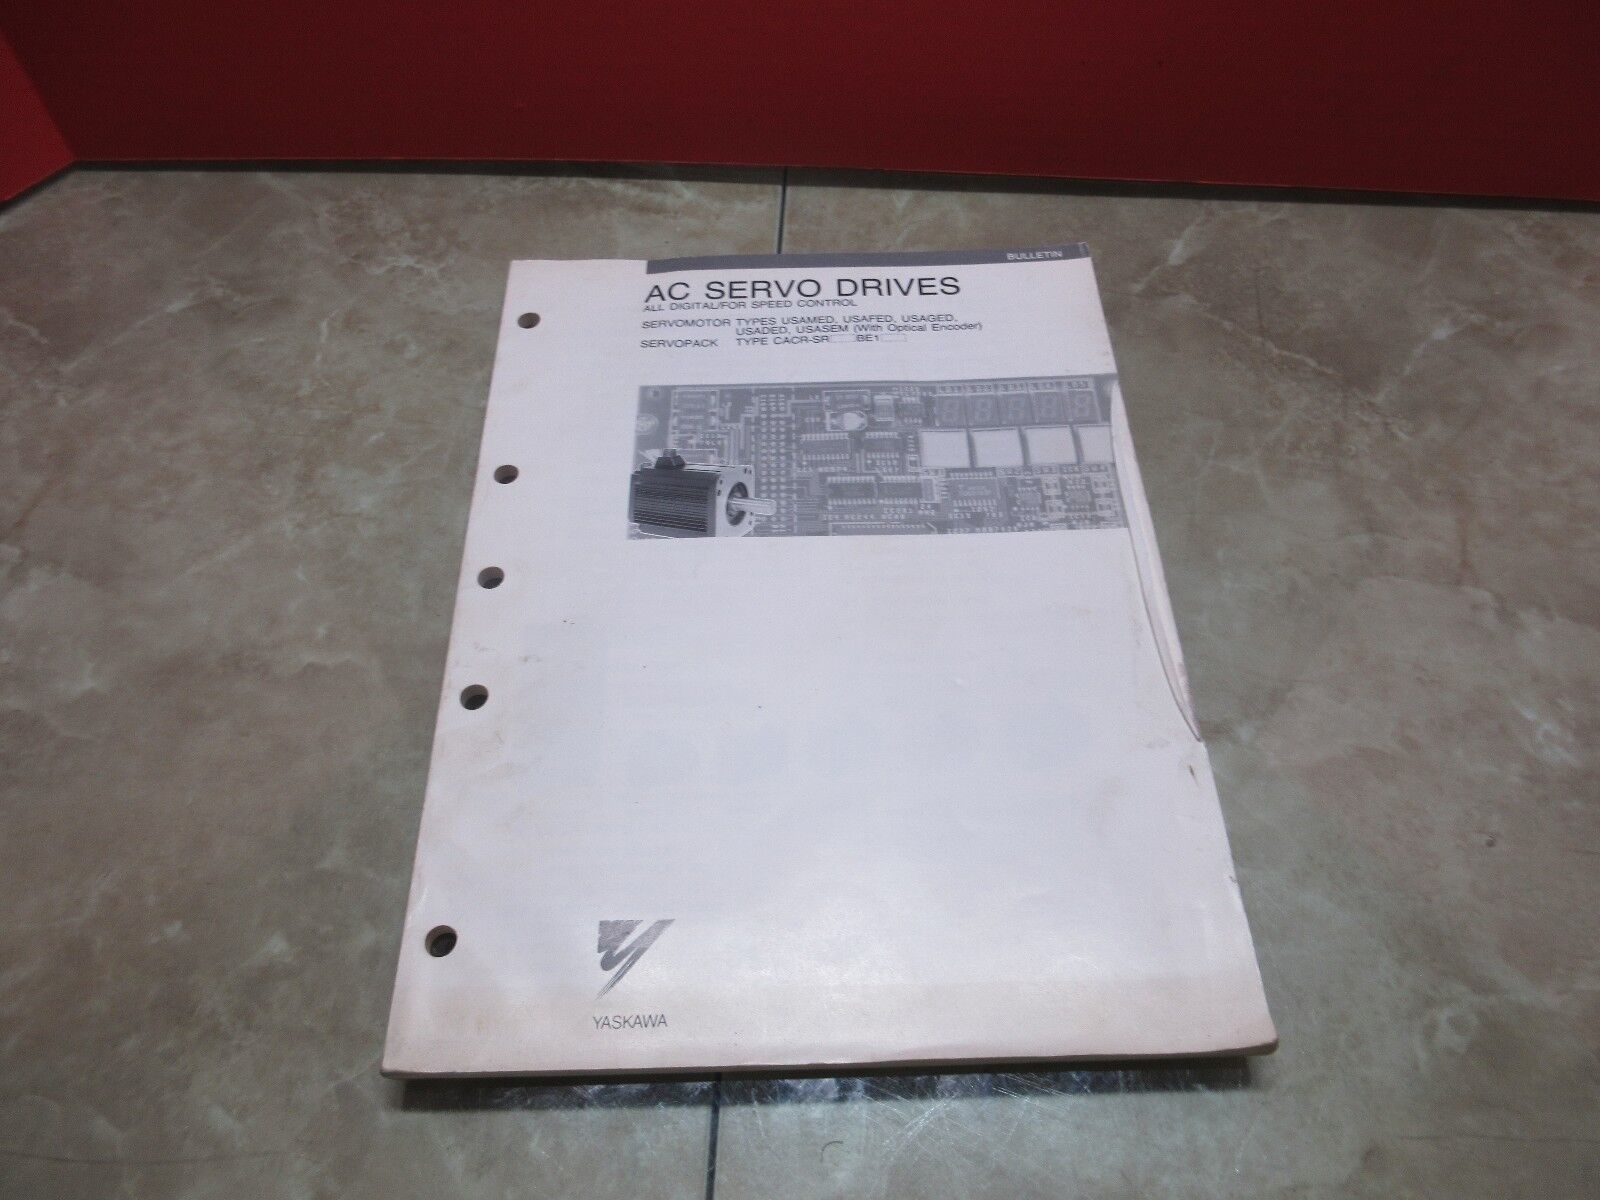 BULLETIN
AC SERVO DRIVES
ALL DIGITAL/FOR SPEED CONTROL
SERVOMOTOR TYPES USAMED, USAFED, USAGED,
USADED, USASEM (With Optical Encoder)
SERVOPACK TYPE CACR-SR BE1
YASKAWA